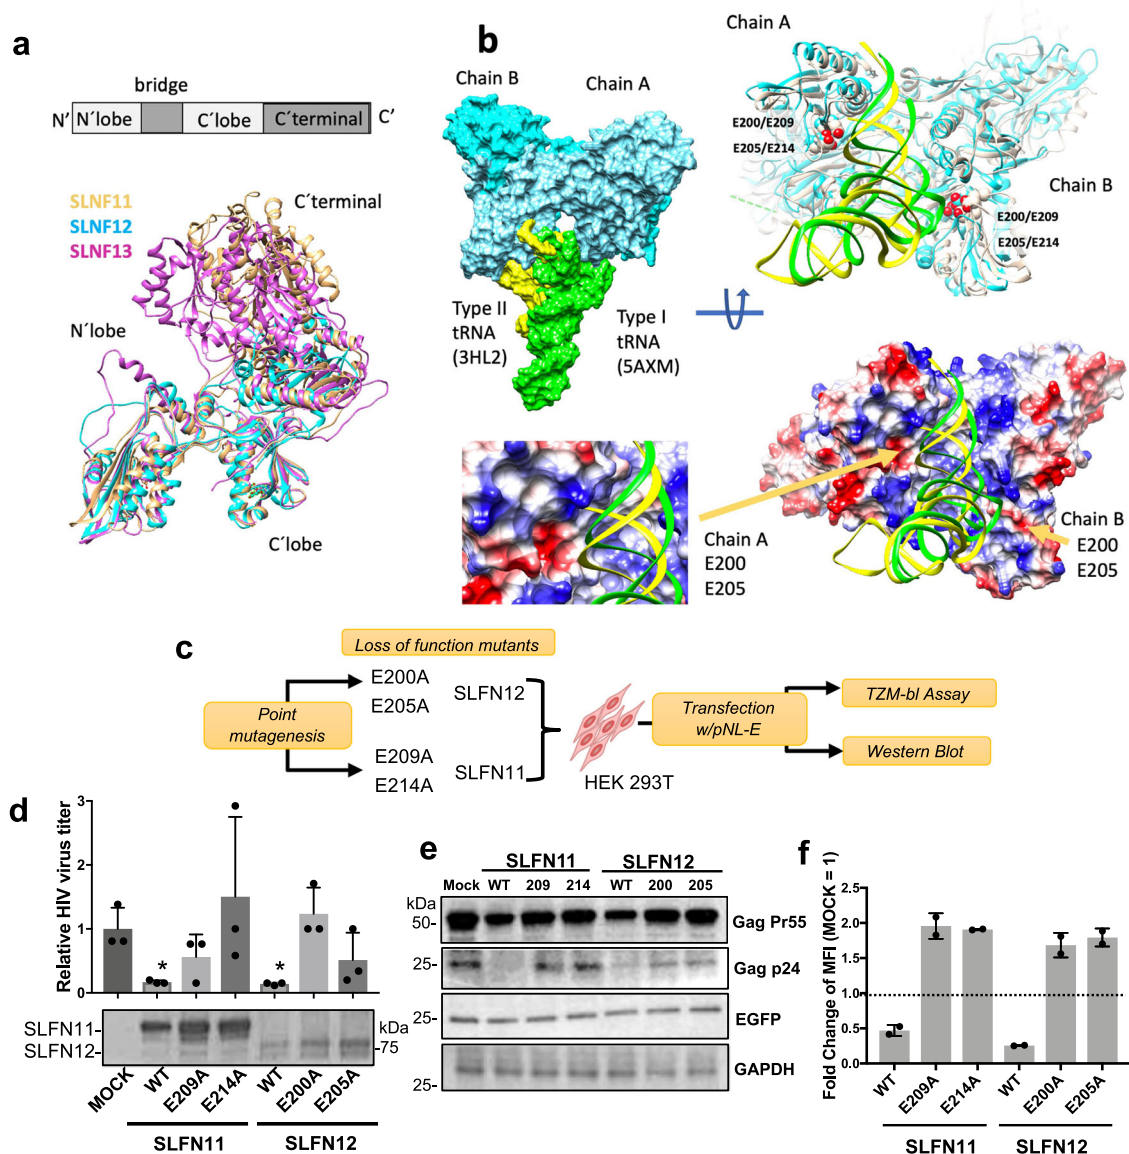 a
bridge
N' N´lobe C´lobe C´terminal C'
SLNF11
SLNF12
SLNF13
C´terminal
N´lobe
C´lobe
b
Chain B
Chain A
Type II
tRNA
(3HL2)
Type I
tRNA
(5AXM)
Chain A
E200/E209
E205/E214
Chain B
E200/E209
E205/E214
Chain A
E200
E205
Chain B
E200
E205
c
Loss of function mutants
Point
mutagenesis
E200A
E205A
SLFN12
E209A
E214A
SLFN11
HEK 293T
Transfection
w/pNL-E
TZM-bl Assay
Western Blot
d
Relative HIV virus titer
3
2
1
0
*
*
SLFN11-
SLFN12-
kDa
-75
MOCK
WT
E209A
E214A
WT
E200A
E205A
SLFN11
SLFN12
e
SLFN11 SLFN12
Mock WT 209 214 WT 200 205
kDa
50-
Gag Pr55
25-
Gag p24
25-
EGFP
25-
GAPDH
f
Fold Change of MFI (MOCK = 1)
2.5
2.0
1.5
1.0
0.5
0.0
WT
E209A
E214A
WT
E200A
E205A
SLFN11
SLFN12